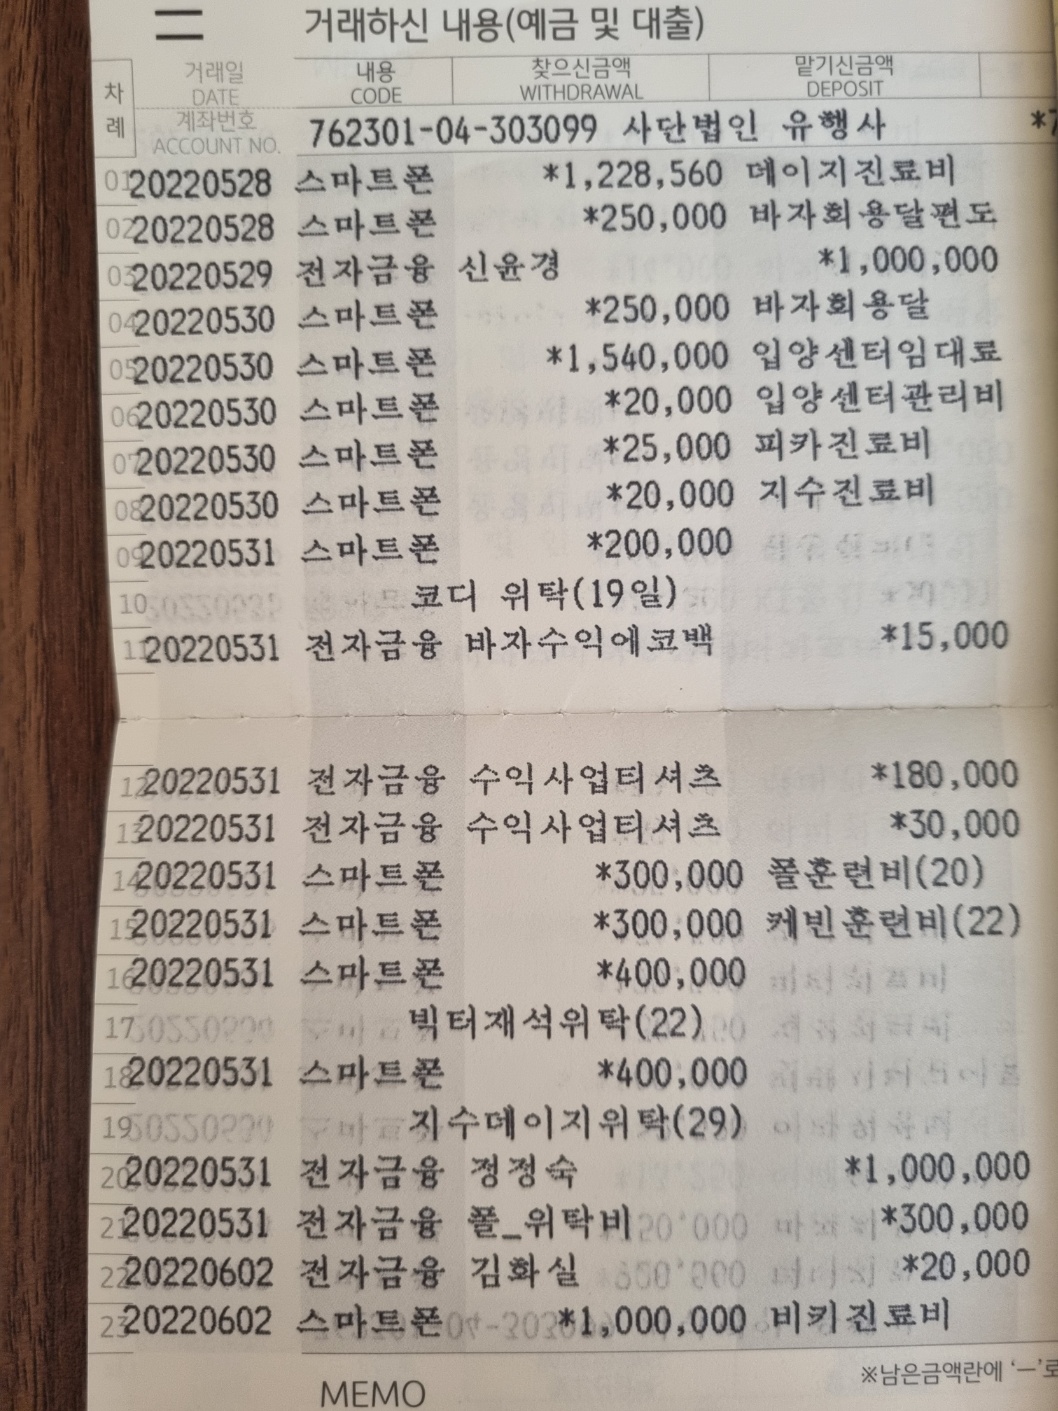 거래하신 내용(예금 및 대출)
차례 거래일 DATE 내용 CODE 찾으신금액 WITHDRAWAL 맡기신금액 DEPOSIT
계좌번호 ACCOUNT NO. 762301-04-303099 사단법인 유행사
01 20220528 스마트폰 *1,228,560 데이지진료비
02 20220528 스마트폰 *250,000 바자회용달편도
03 20220529 전자금융 신윤경 *1,000,000
04 20220530 스마트폰 *250,000 바자회용달
05 20220530 스마트폰 *1,540,000 입양센터임대료
06 20220530 스마트폰 *20,000 입양센터관리비
07 20220530 스마트폰 *25,000 피카진료비
08 20220530 스마트폰 *20,000 지수진료비
09 20220531 스마트폰 *200,000
10 코디 위탁(19일)
11 20220531 전자금융 바자수익에코백 *15,000
12 20220531 전자금융 수익사업티셔츠 *180,000
13 20220531 전자금융 수익사업티셔츠 *30,000
14 20220531 스마트폰 *300,000 폴훈련비(20)
15 20220531 스마트폰 *300,000 케빈훈련비(22)
16 20220531 스마트폰 *400,000
17 빅터재석위탁(22)
18 20220531 스마트폰 *400,000
19 지수데이지위탁(29)
20 20220531 전자금융 정정숙 *1,000,000
21 20220531 전자금융 폴_위탁비 *300,000
22 20220602 전자금융 김화실 *20,000
23 20220602 스마트폰 *1,000,000 비키진료비
※남은금액란에 '-'로
MEMO